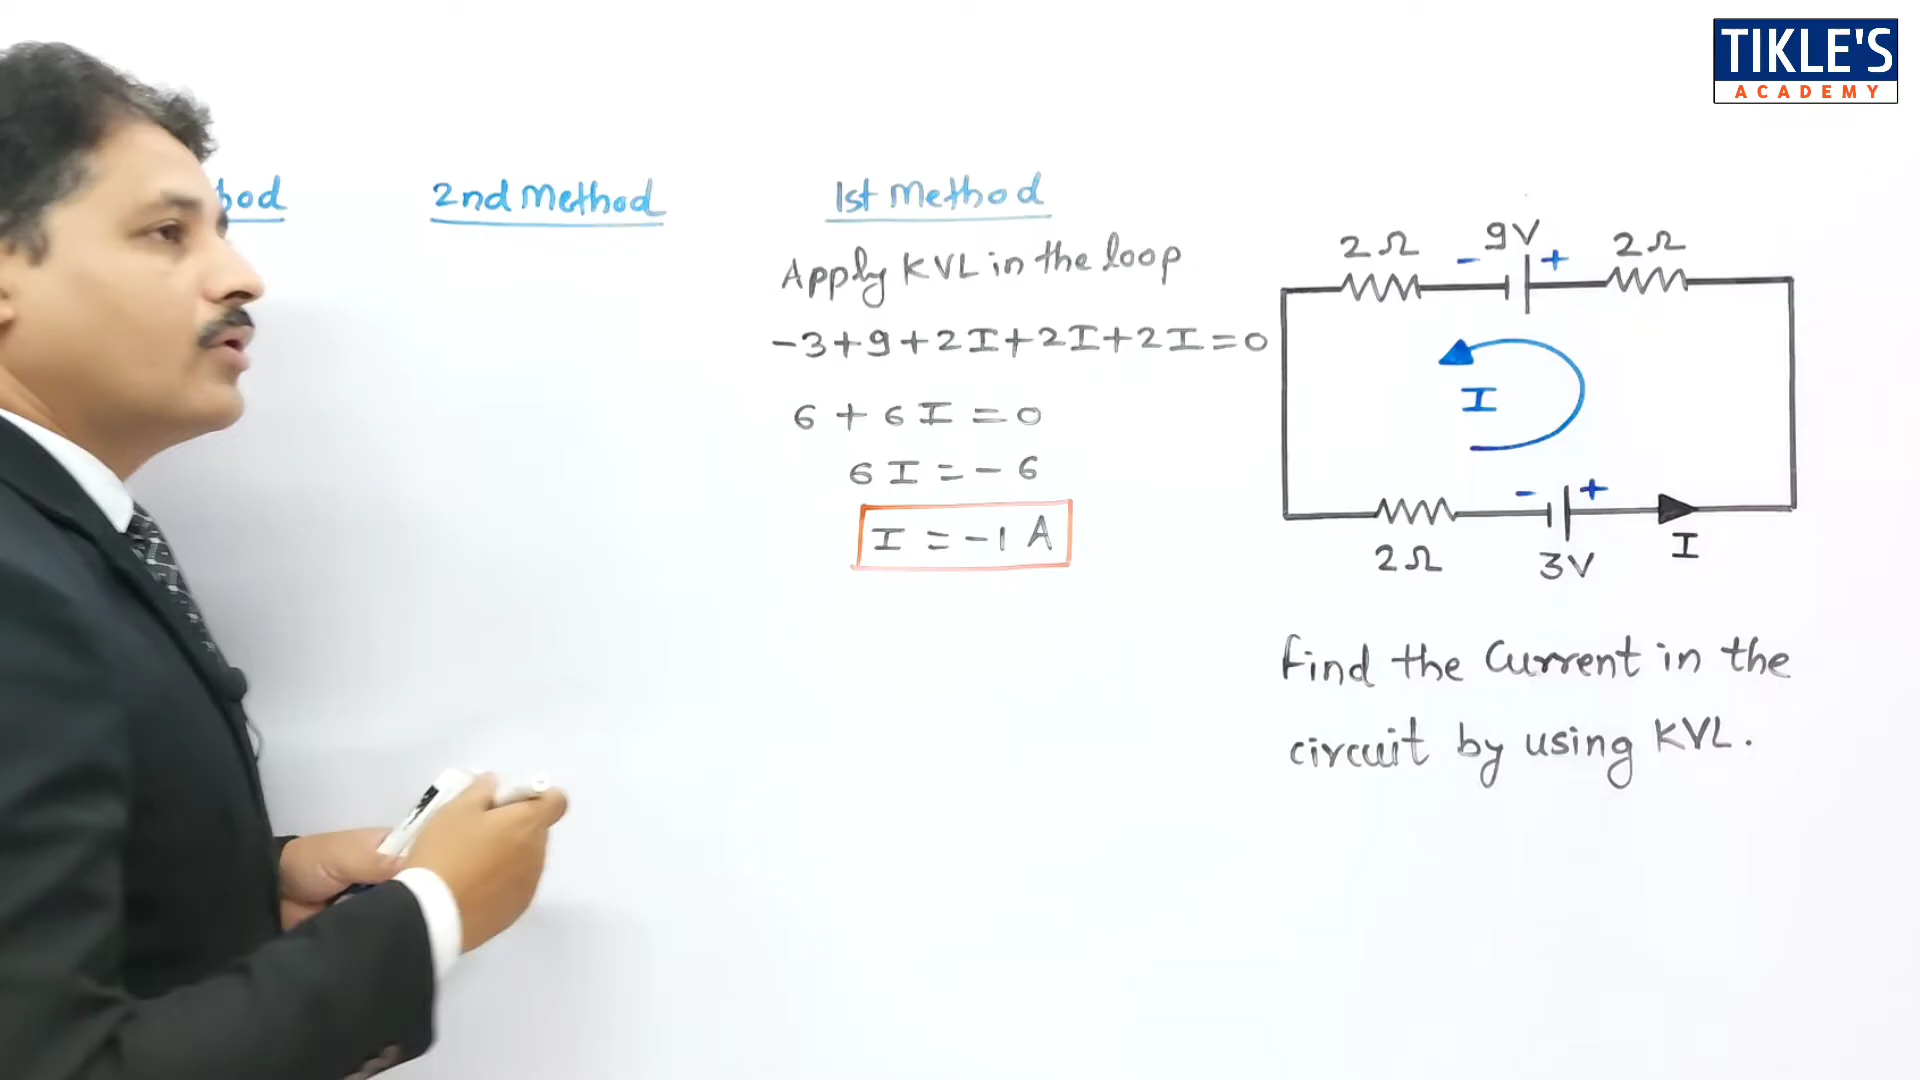 TIKLE'S
ACADEMY
2nd Method
1st Method
Apply KVL in the loop
-3+9+2I+2I+2I=0
6 + 6I = 0
6I = -6
I = -1 A
2Ω
- 9V +
2Ω
I
- +
2Ω
3V
I
Find the Current in the
circuit by using KVL.